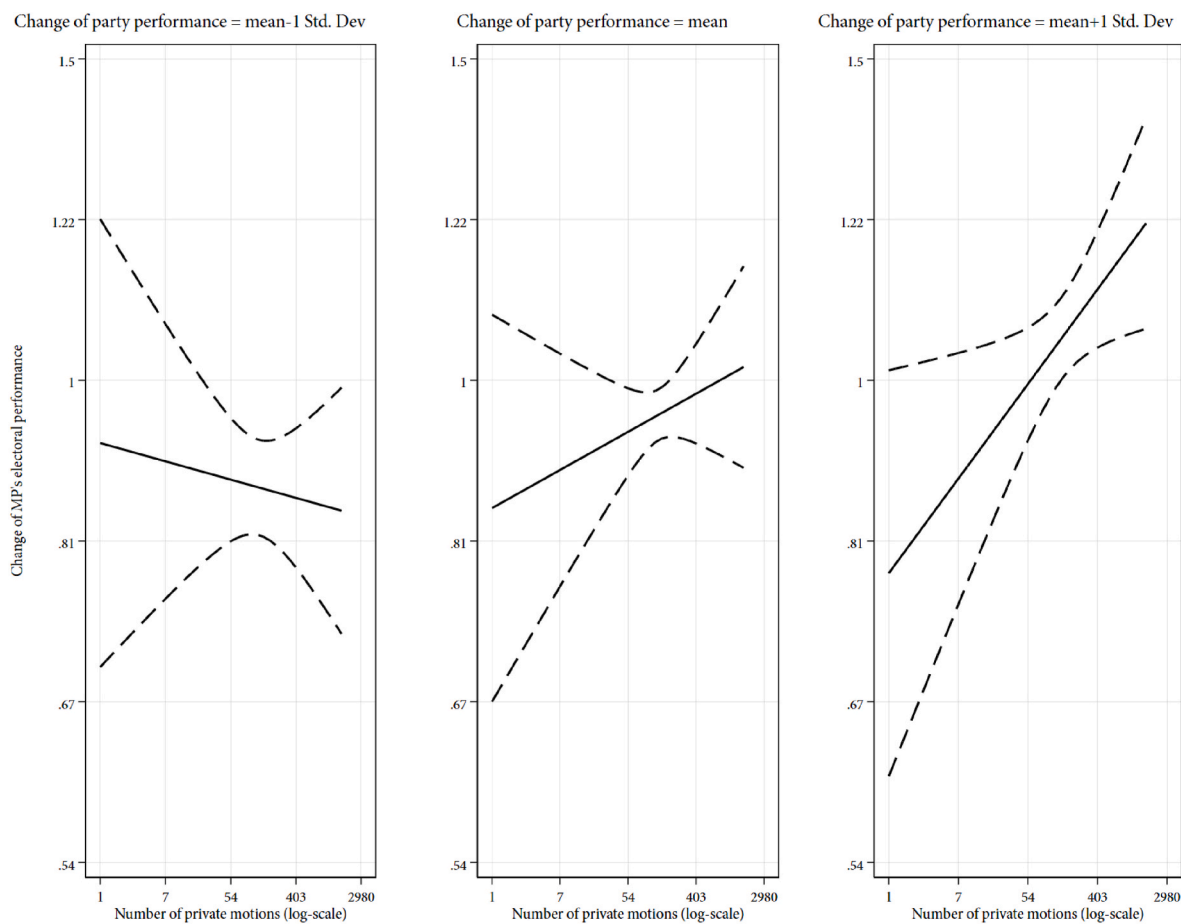 Change of party performance = mean-1 Std. Dev
Change of party performance = mean
Change of party performance = mean+1 Std. Dev
Change of MP's electoral performance
1.5
1.22
1
.81
.67
.54
1 7 54 403 2980
Number of private motions (log-scale)
1.5
1.22
1
.81
.67
.54
1 7 54 403 2980
Number of private motions (log-scale)
1.5
1.22
1
.81
.67
.54
1 7 54 403 2980
Number of private motions (log-scale)